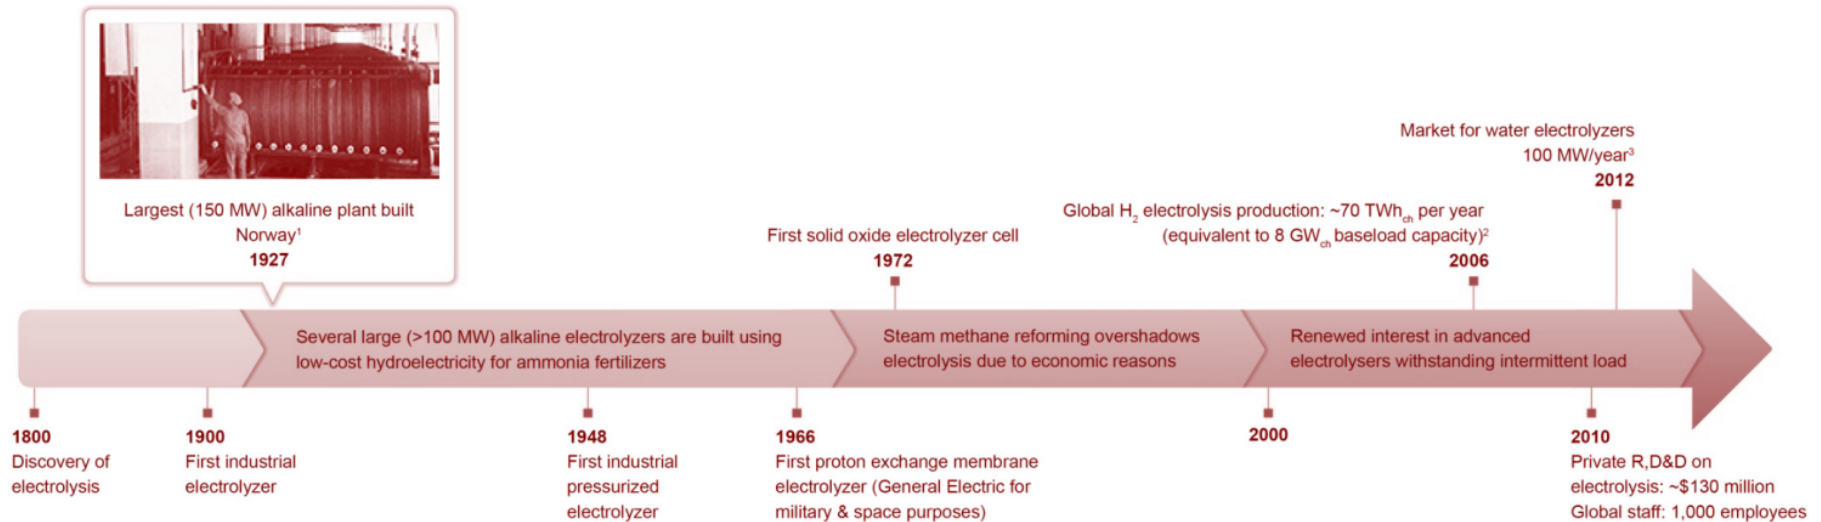 Largest (150 MW) alkaline plant built
Norway¹
1927
First solid oxide electrolyzer cell
1972
Global H₂ electrolysis production: ~70 TWh_ch per year
(equivalent to 8 GW_ch baseload capacity)²
2006
Market for water electrolyzers
100 MW/year³
2012
Several large (>100 MW) alkaline electrolyzers are built using
low-cost hydroelectricity for ammonia fertilizers
Steam methane reforming overshadows
electrolysis due to economic reasons
Renewed interest in advanced
electrolysers withstanding intermittent load
1800
Discovery of
electrolysis
1900
First industrial
electrolyzer
1948
First industrial
pressurized
electrolyzer
1966
First proton exchange membrane
electrolyzer (General Electric for
military & space purposes)
2000
2010
Private R,D&D on
electrolysis: ~$130 million
Global staff: 1,000 employees